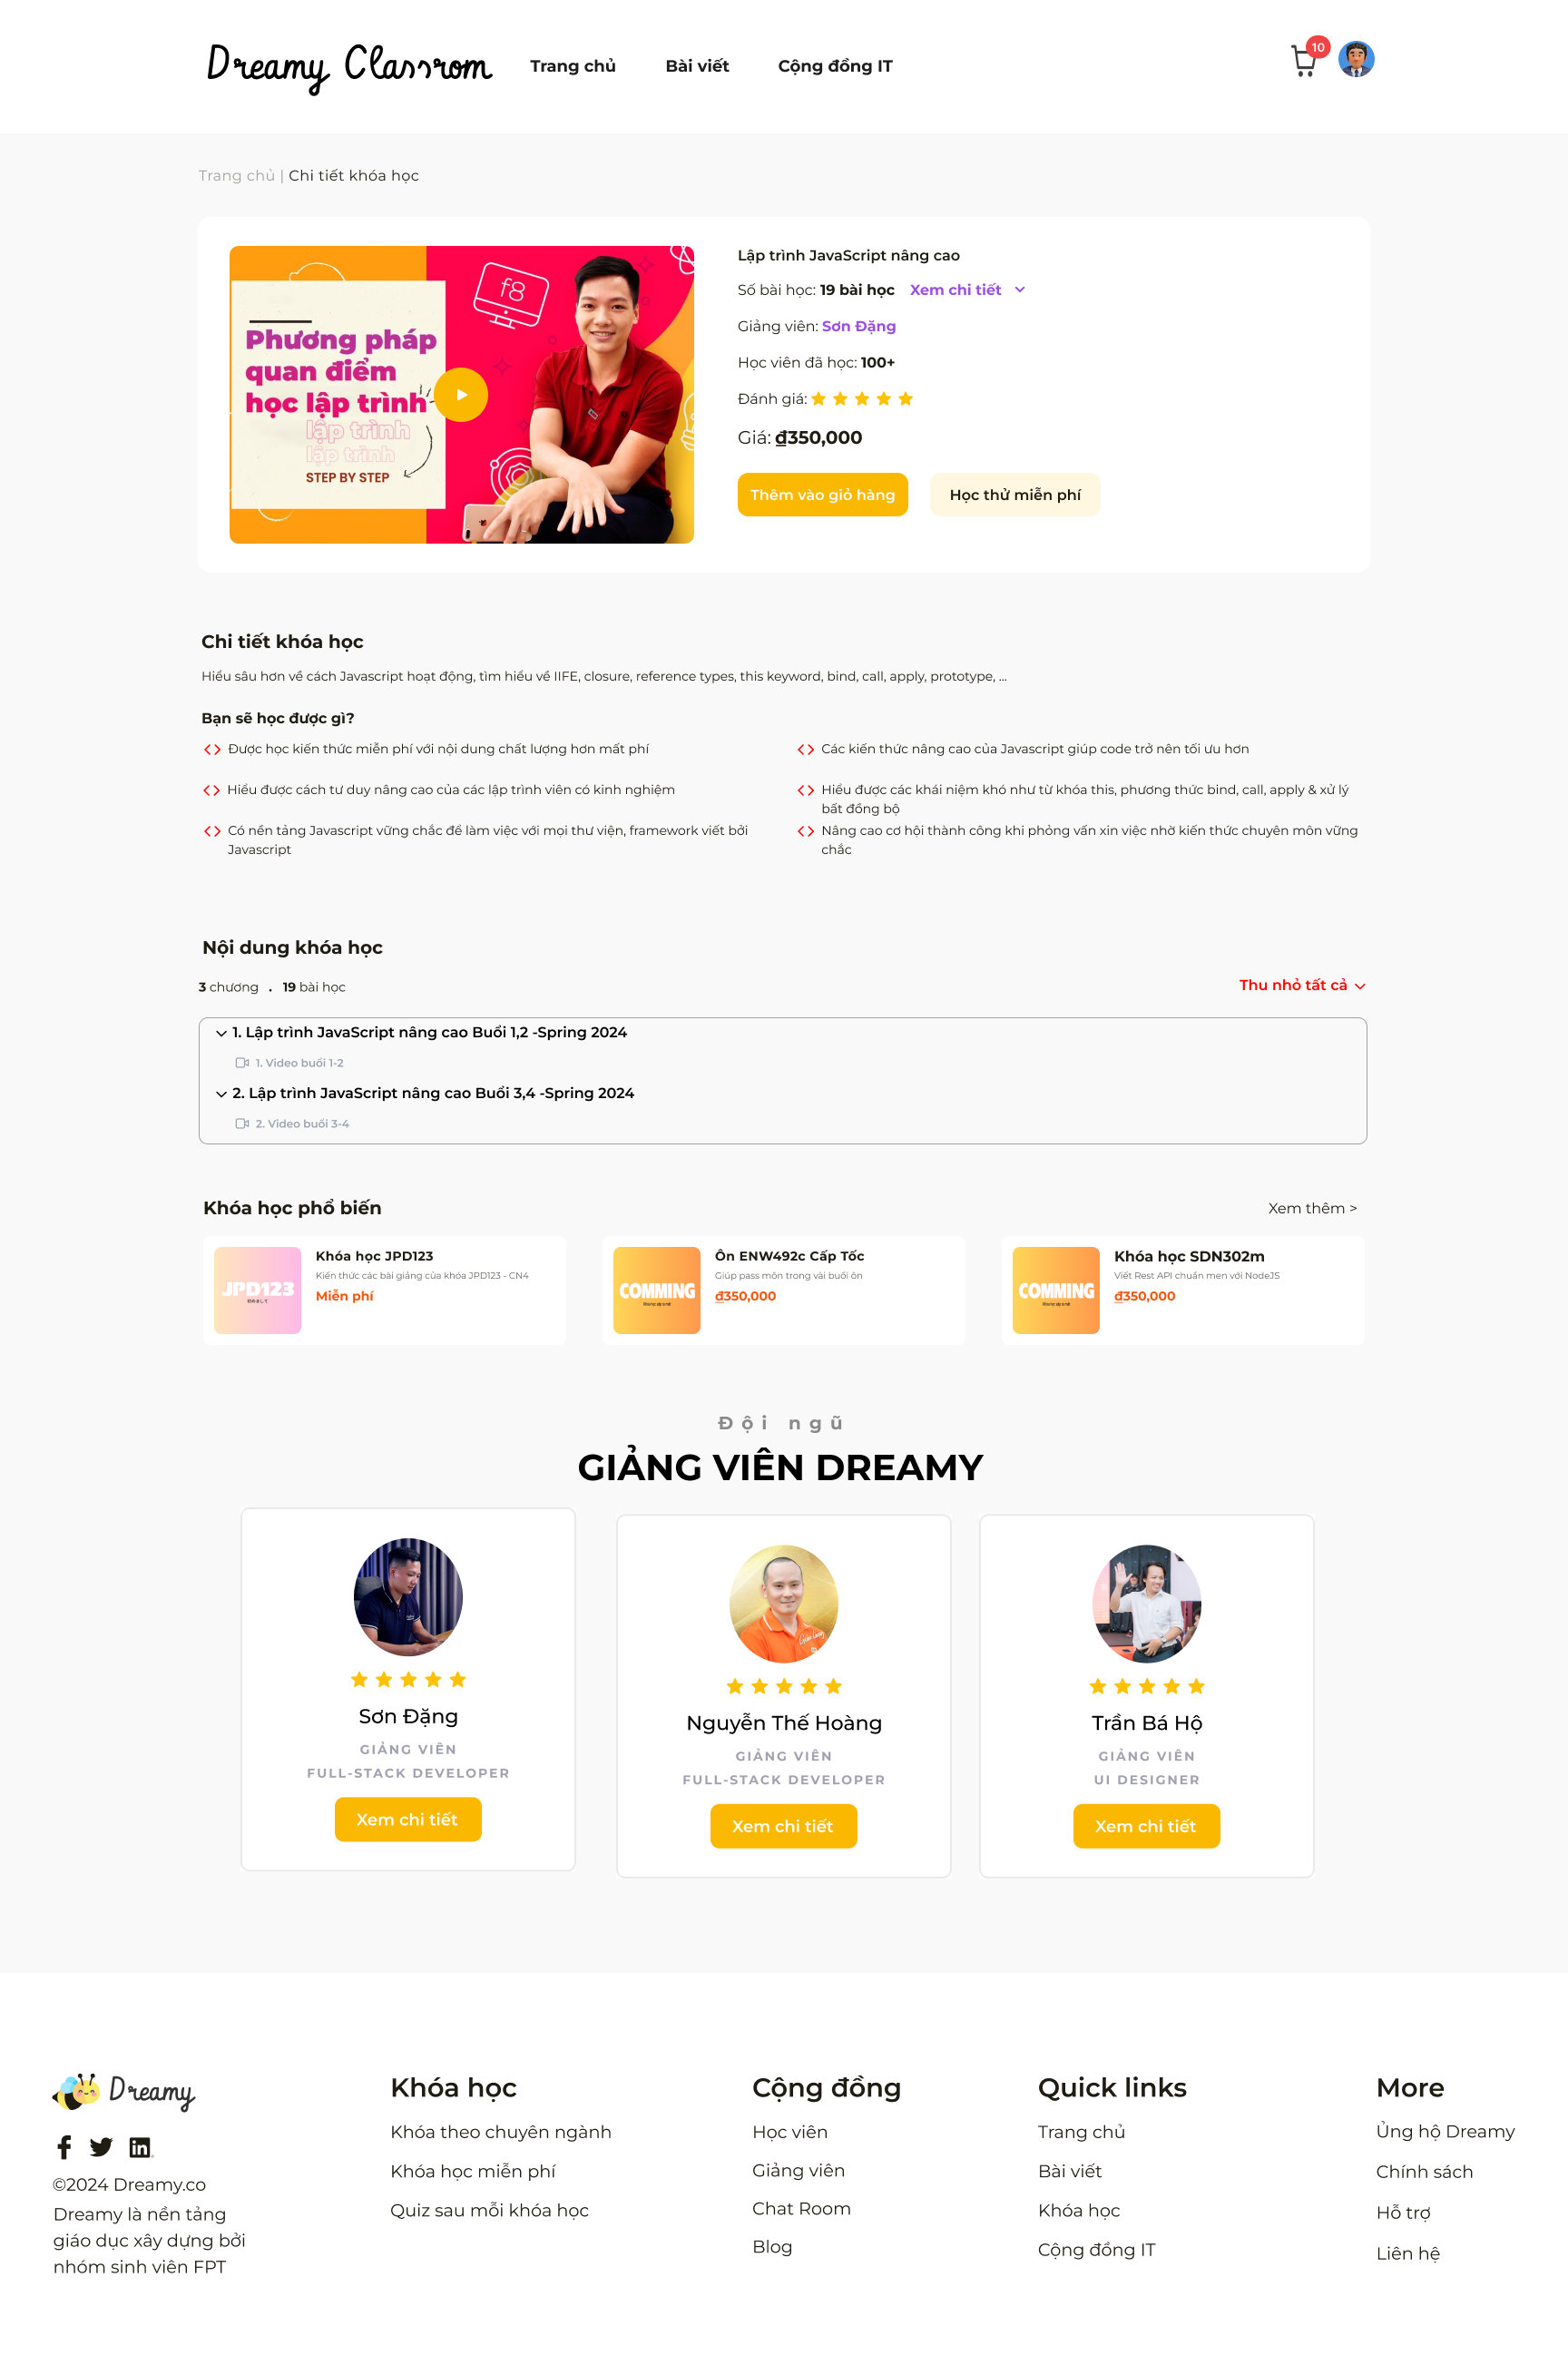 Dreamy Classrom
Trang chủ
Bài viết
Cộng đồng IT
10
Trang chủ | Chi tiết khóa học
f8
Phương pháp
quan điểm
học lập trình
lập trình
lập trình
STEP BY STEP
Lập trình JavaScript nâng cao
Số bài học: 19 bài học Xem chi tiết
Giảng viên: Sơn Đặng
Học viên đã học: 100+
Đánh giá:
Giá: ₫350,000
Thêm vào giỏ hàng
Học thử miễn phí
Chi tiết khóa học
Hiểu sâu hơn về cách Javascript hoạt động, tìm hiểu về IIFE, closure, reference types, this keyword, bind, call, apply, prototype, ...
Bạn sẽ học được gì?
Được học kiến thức miễn phí với nội dung chất lượng hơn mất phí
Các kiến thức nâng cao của Javascript giúp code trở nên tối ưu hơn
Hiểu được cách tư duy nâng cao của các lập trình viên có kinh nghiệm
Hiểu được các khái niệm khó như từ khóa this, phương thức bind, call, apply & xử lý
bất đồng bộ
Có nền tảng Javascript vững chắc để làm việc với mọi thư viện, framework viết bởi
Javascript
Nâng cao cơ hội thành công khi phỏng vấn xin việc nhờ kiến thức chuyên môn vững
chắc
Nội dung khóa học
3 chương . 19 bài học
Thu nhỏ tất cả
1. Lập trình JavaScript nâng cao Buổi 1,2 -Spring 2024
1. Video buổi 1-2
2. Lập trình JavaScript nâng cao Buổi 3,4 -Spring 2024
2. Video buổi 3-4
Khóa học phổ biến
Xem thêm >
JPD123
初めまして
Khóa học JPD123
Kiến thức các bài giảng của khóa JPD123 - CN4
Miễn phí
COMMING
Ôn ENW492c Cấp Tốc
Giúp pass môn trong vài buổi ôn
₫350,000
COMMING
Khóa học SDN302m
Viết Rest API chuẩn men với NodeJS
₫350,000
Đội ngũ
GIẢNG VIÊN DREAMY
Sơn Đặng
GIẢNG VIÊN
FULL-STACK DEVELOPER
Xem chi tiết
Nguyễn Thế Hoàng
GIẢNG VIÊN
FULL-STACK DEVELOPER
Xem chi tiết
Trần Bá Hộ
GIẢNG VIÊN
UI DESIGNER
Xem chi tiết
Dreamy
©2024 Dreamy.co
Dreamy là nền tảng
giáo dục xây dựng bởi
nhóm sinh viên FPT
Khóa học
Khóa theo chuyên ngành
Khóa học miễn phí
Quiz sau mỗi khóa học
Cộng đồng
Học viên
Giảng viên
Chat Room
Blog
Quick links
Trang chủ
Bài viết
Khóa học
Cộng đồng IT
More
Ủng hộ Dreamy
Chính sách
Hỗ trợ
Liên hệ